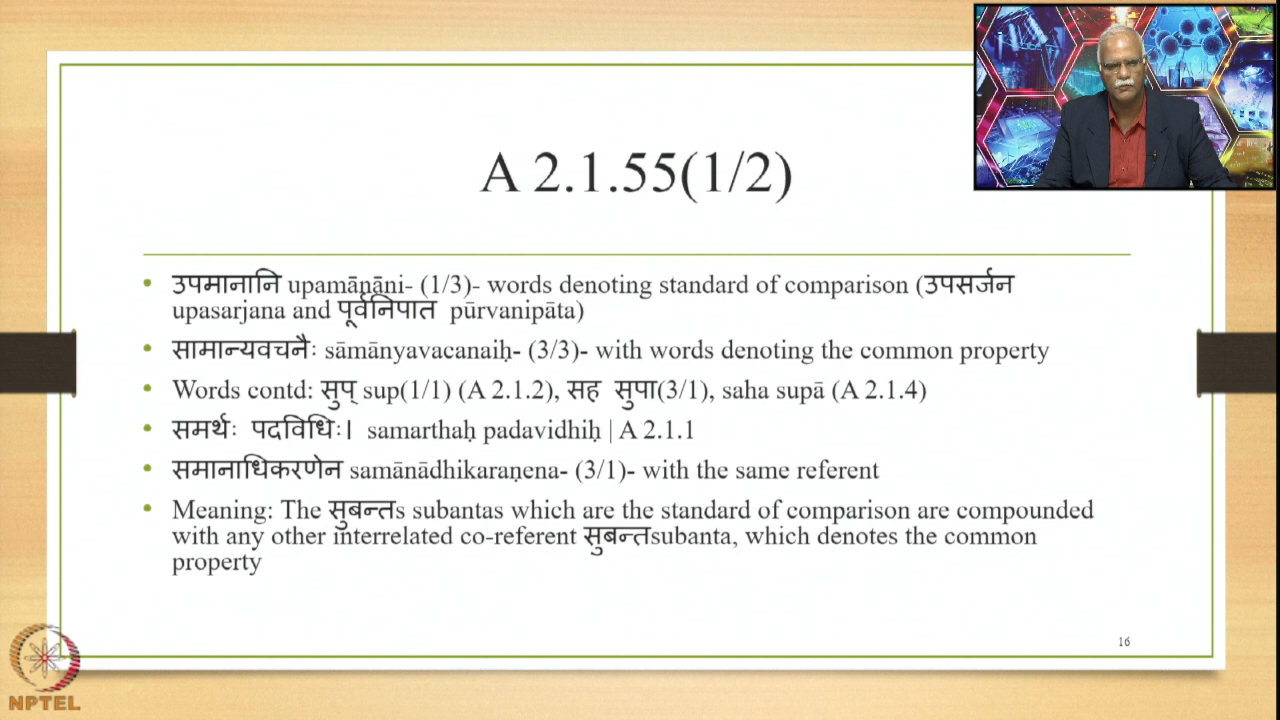 A 2.1.55(1/2)
• उपमानानि upamānāni- (1/3)- words denoting standard of comparison (उपसर्जन
upasarjana and पूर्वनिपात pūrvanipāta)
• सामान्यवचनैः sāmānyavacanaiḥ- (3/3)- with words denoting the common property
• Words contd: सुप् sup(1/1) (A 2.1.2), सह सुपा(3/1), saha supā (A 2.1.4)
• समर्थः पदविधिः। samarthaḥ padavidhiḥ | A 2.1.1
• समानाधिकरणेन samānādhikaraṇena- (3/1)- with the same referent
• Meaning: The सुबन्तs subantas which are the standard of comparison are compounded
with any other interrelated co-referent सुबन्तsubanta, which denotes the common
property
16
NPTEL